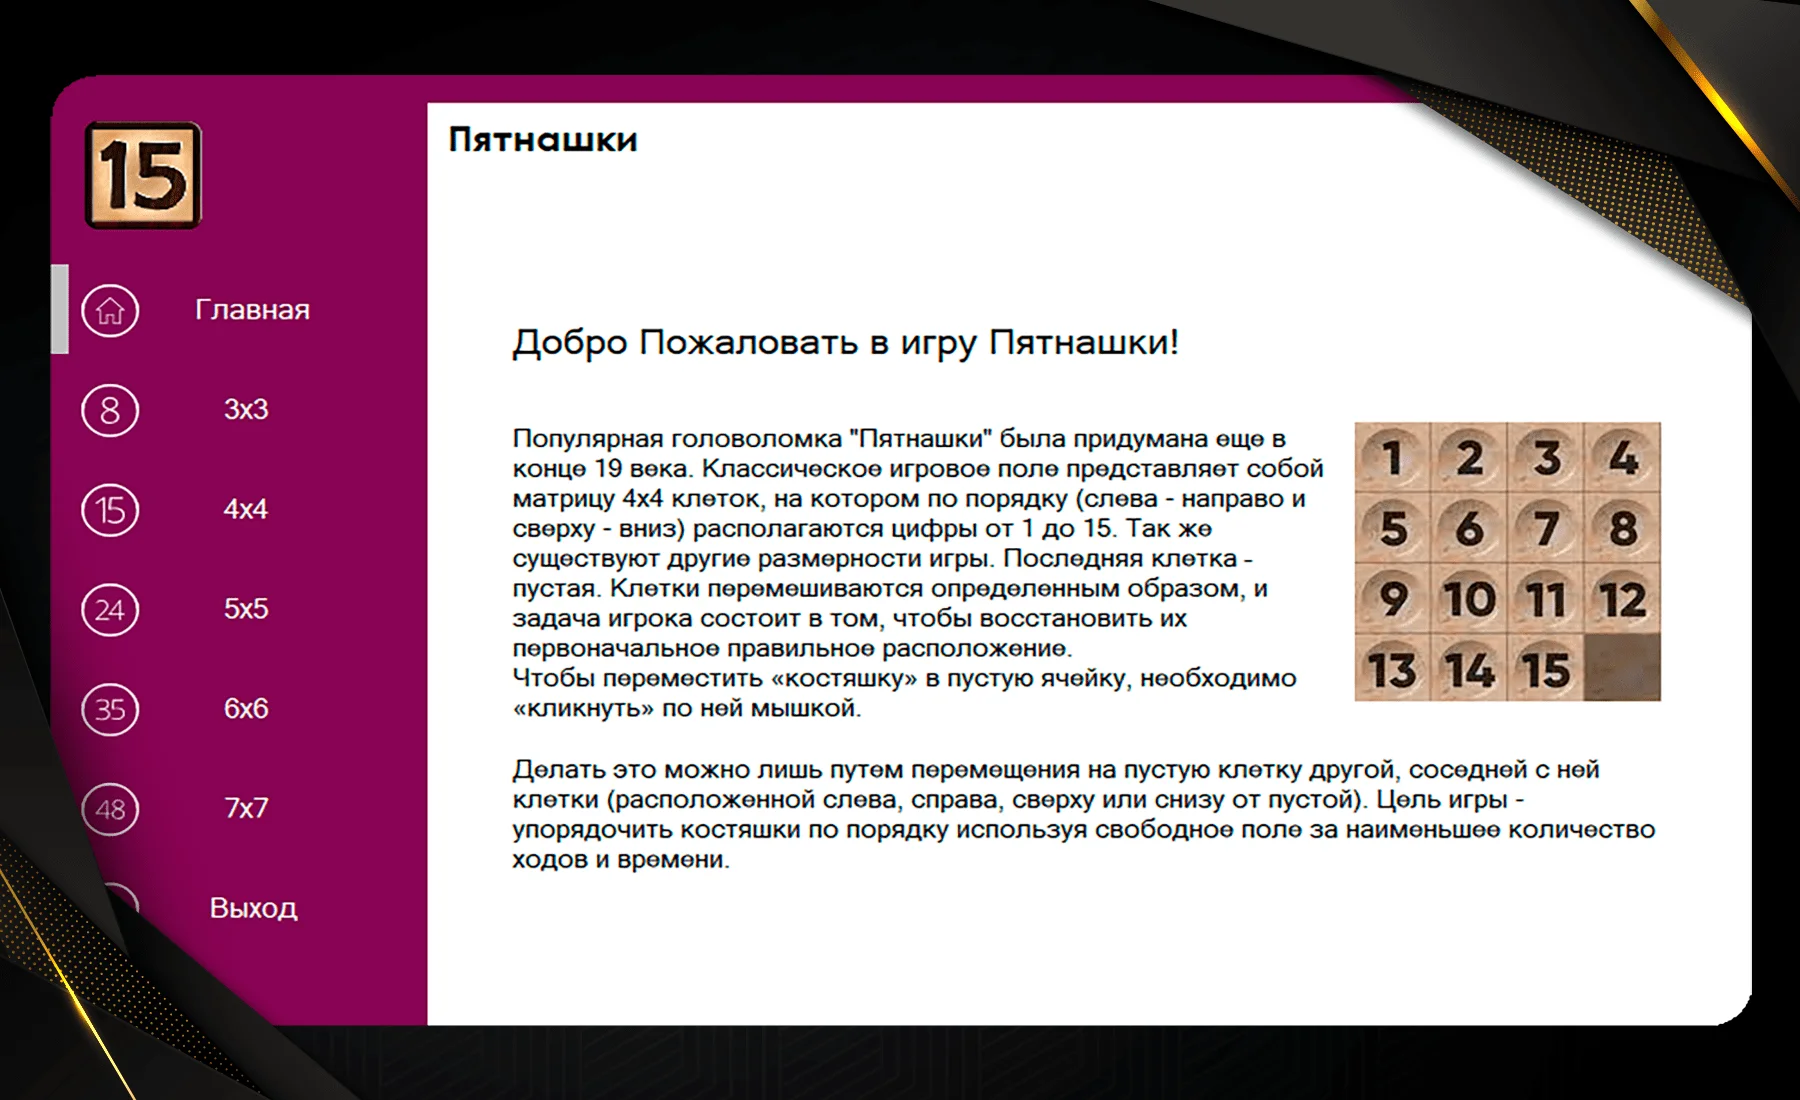 15
Пятнашки
Главная
8 3x3
15 4x4
24 5x5
35 6x6
48 7x7
Выход
Добро Пожаловать в игру Пятнашки!
Популярная головоломка "Пятнашки" была придумана еще в
конце 19 века. Классическое игровое поле представляет собой
матрицу 4x4 клеток, на котором по порядку (слева - направо и
сверху - вниз) располагаются цифры от 1 до 15. Так же
существуют другие размерности игры. Последняя клетка -
пустая. Клетки перемешиваются определенным образом, и
задача игрока состоит в том, чтобы восстановить их
первоначальное правильное расположение.
Чтобы переместить «костяшку» в пустую ячейку, необходимо
«кликнуть» по ней мышкой.
1 2 3 4
5 6 7 8
9 10 11 12
13 14 15
Делать это можно лишь путем перемещения на пустую клетку другой, соседней с ней
клетки (расположенной слева, справа, сверху или снизу от пустой). Цель игры -
упорядочить костяшки по порядку используя свободное поле за наименьшее количество
ходов и времени.